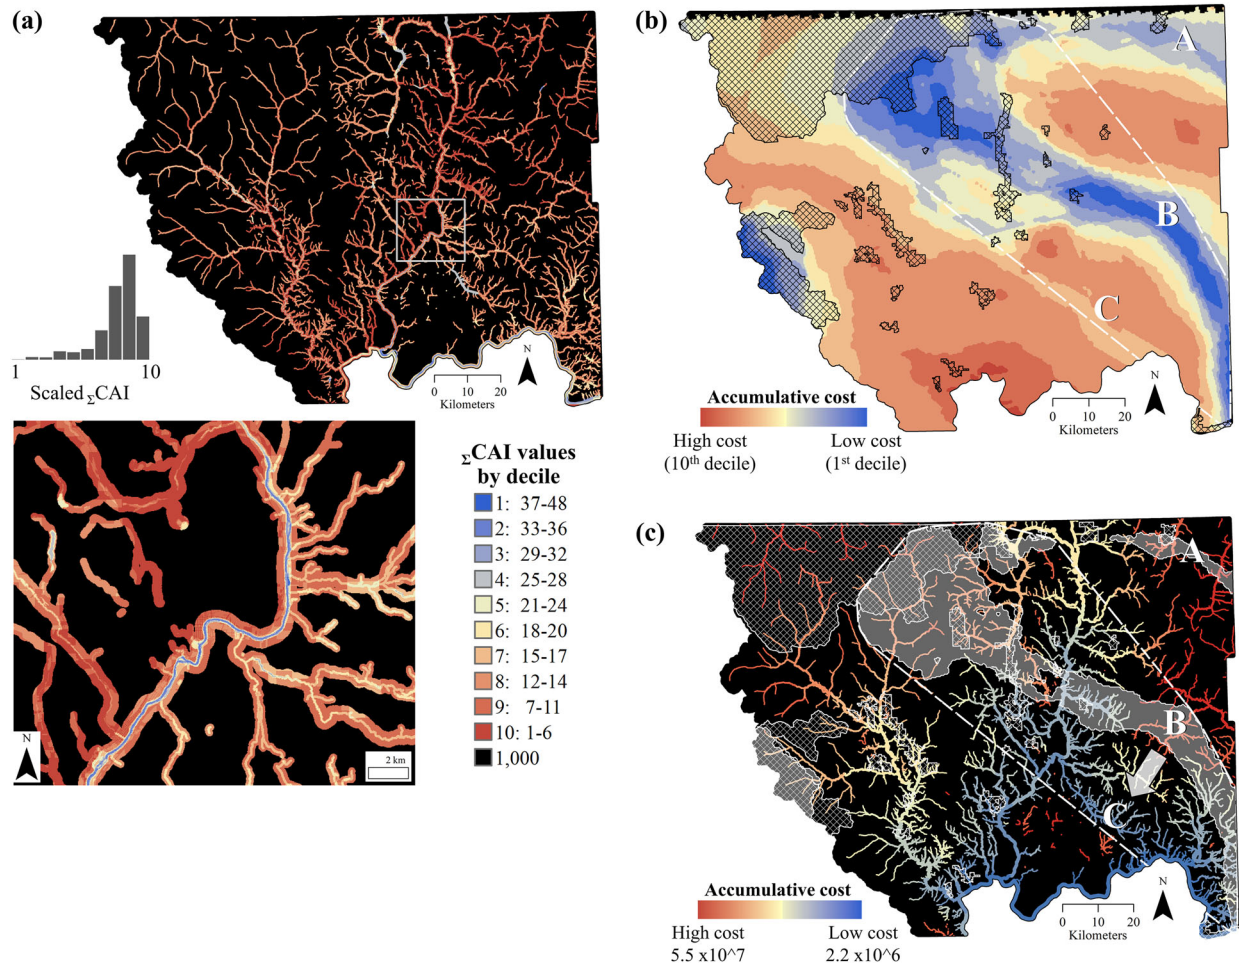 (a)
N
0 10 20
Kilometers
1 10
Scaled ΣCAI
N
2 km
ΣCAI values
by decile
1: 37-48
2: 33-36
3: 29-32
4: 25-28
5: 21-24
6: 18-20
7: 15-17
8: 12-14
9: 7-11
10: 1-6
1,000
(b)
A
B
C
N
Accumulative cost
0 10 20
Kilometers
High cost Low cost
(10th decile) (1st decile)
(c)
A
B
C
N
Accumulative cost
0 10 20
Kilometers
High cost Low cost
5.5 x10^7 2.2 x10^6